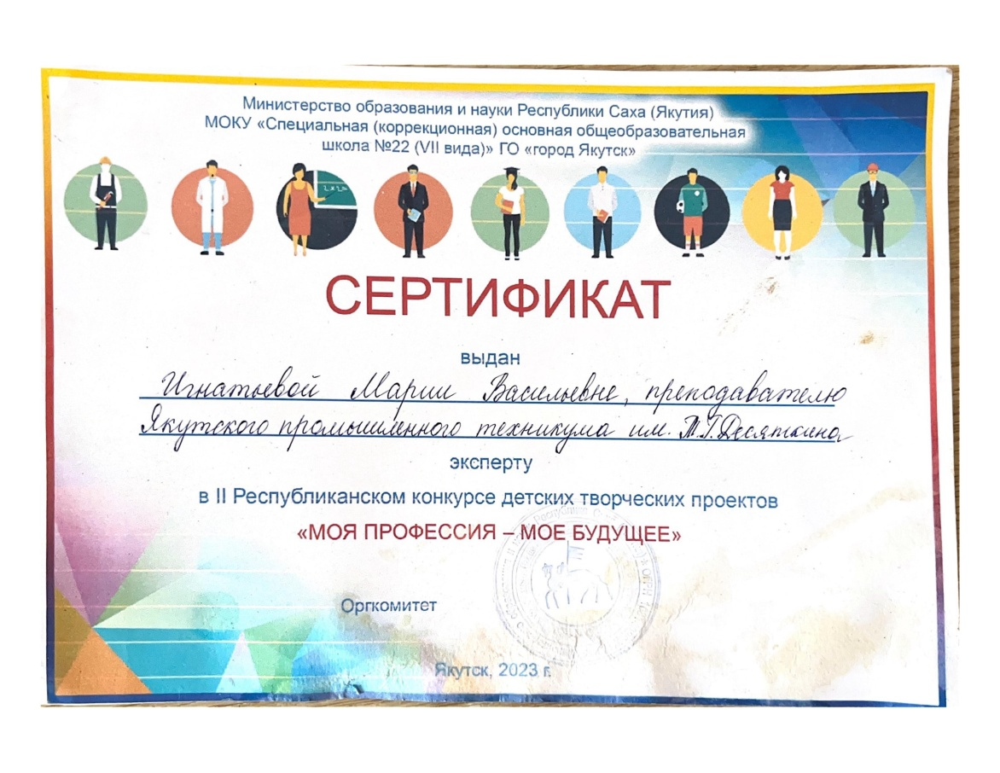 Министерство образования и науки Республики Саха (Якутия)
МОКУ «Специальная (коррекционная) основная общеобразовательная
школа №22 (VII вида)» ГО «город Якутск»
2 x 2 =
СЕРТИФИКАТ
выдан
Игнатьевой Марии Васильевне, преподавателю
Якутского промышленного техникума им. Т.Г. Десяткина
эксперту
в II Республиканском конкурсе детских творческих проектов
«МОЯ ПРОФЕССИЯ – МОЕ БУДУЩЕЕ»
Оргкомитет
Якутск, 2023 г.